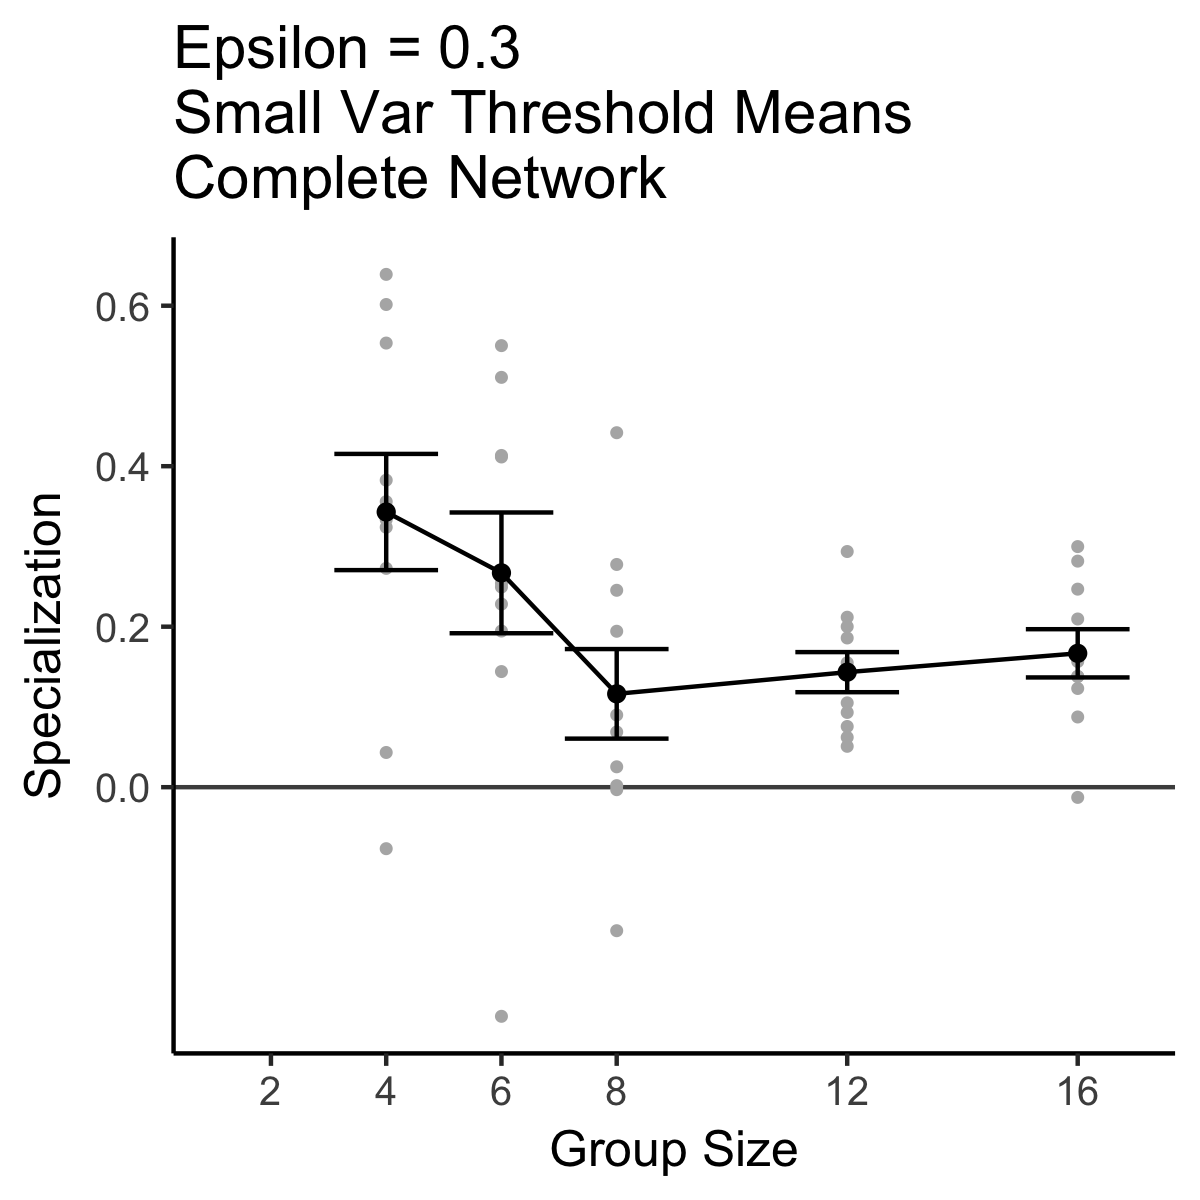 Epsilon = 0.3
Small Var Threshold Means
Complete Network
Specialization
0.6
0.4
0.2
0.0
2 4 6 8 12 16
Group Size